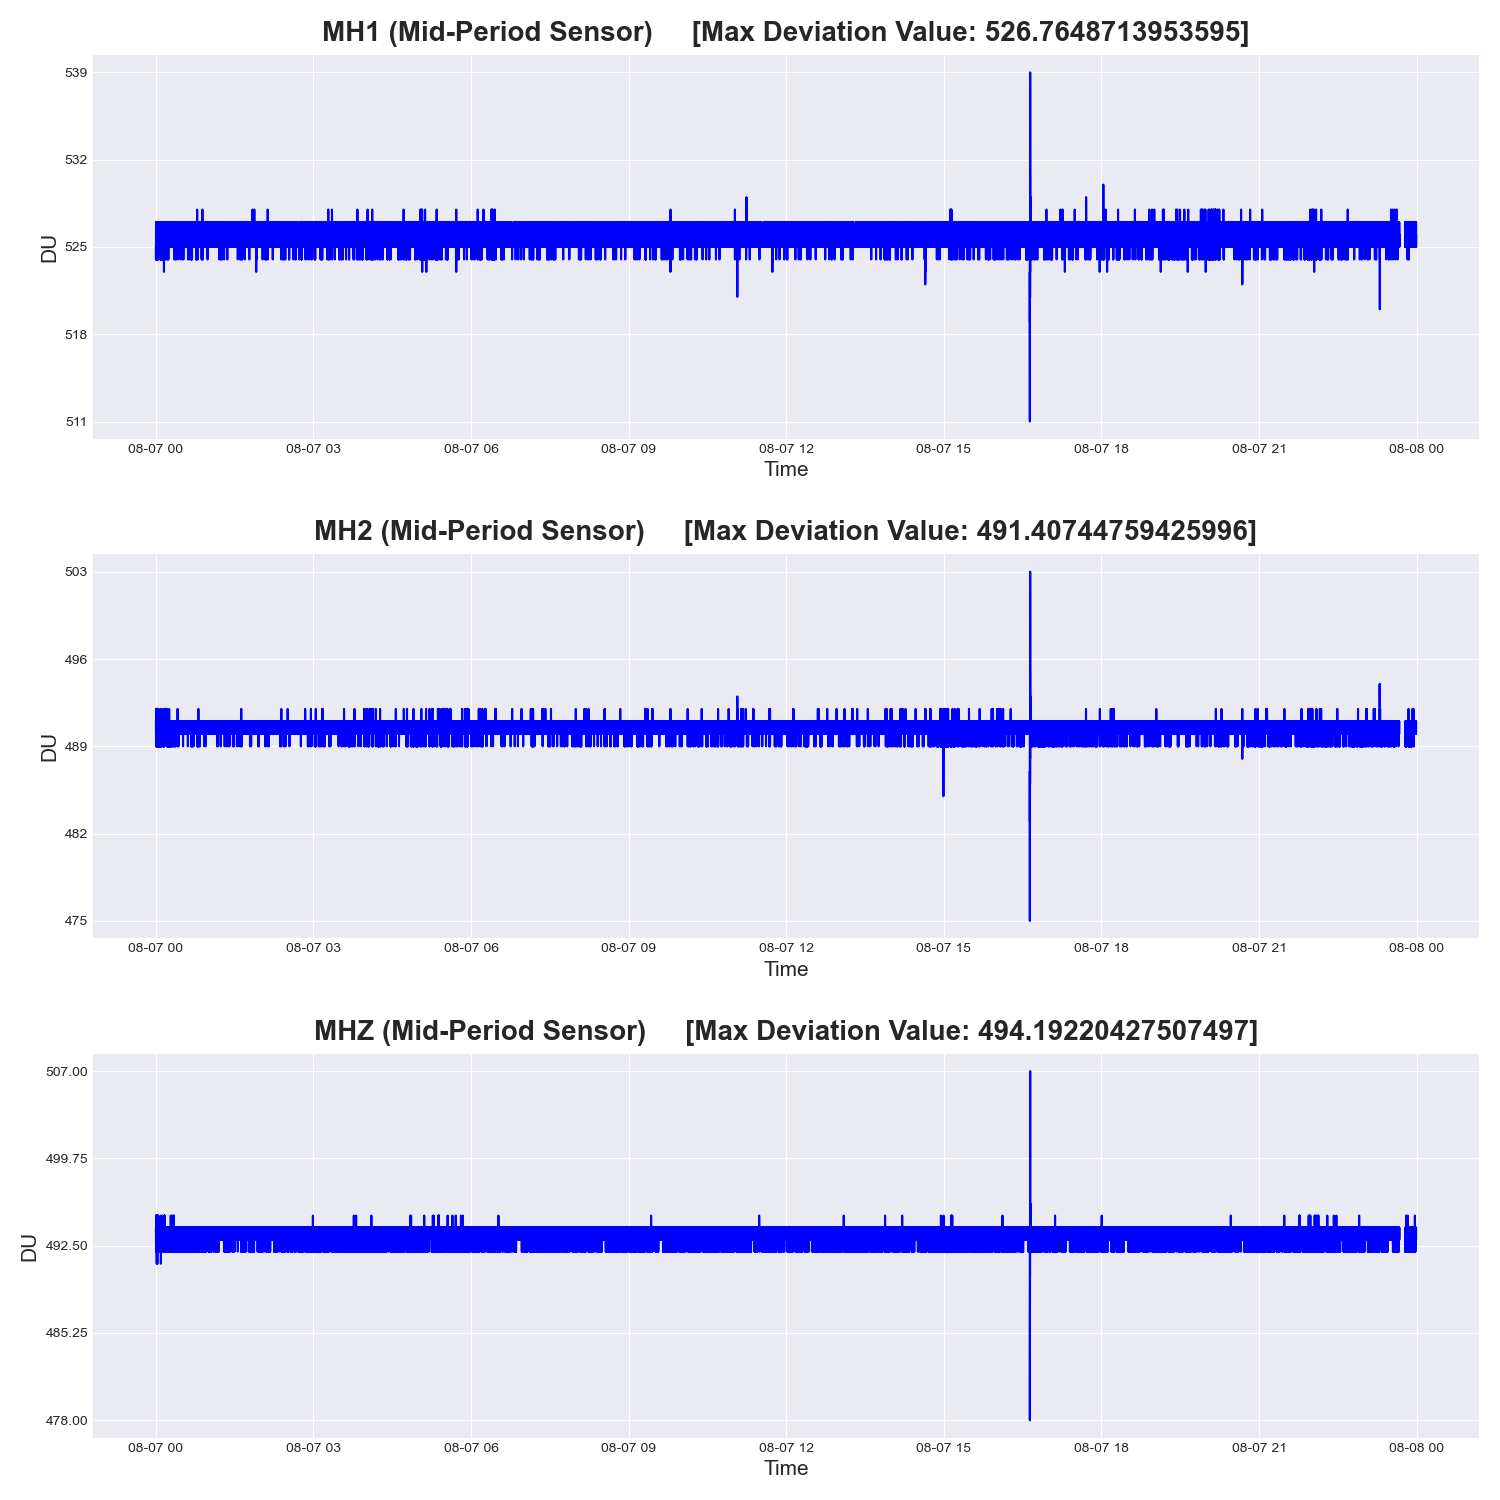 MH1 (Mid-Period Sensor) [Max Deviation Value: 526.7648713953595]
539
532
525
518
511
DU
08-07 00 08-07 03 08-07 06 08-07 09 08-07 12 08-07 15 08-07 18 08-07 21 08-08 00
Time
MH2 (Mid-Period Sensor) [Max Deviation Value: 491.40744759425996]
503
496
489
482
475
DU
08-07 00 08-07 03 08-07 06 08-07 09 08-07 12 08-07 15 08-07 18 08-07 21 08-08 00
Time
MHZ (Mid-Period Sensor) [Max Deviation Value: 494.19220427507497]
507.00
499.75
492.50
485.25
478.00
DU
08-07 00 08-07 03 08-07 06 08-07 09 08-07 12 08-07 15 08-07 18 08-07 21 08-08 00
Time